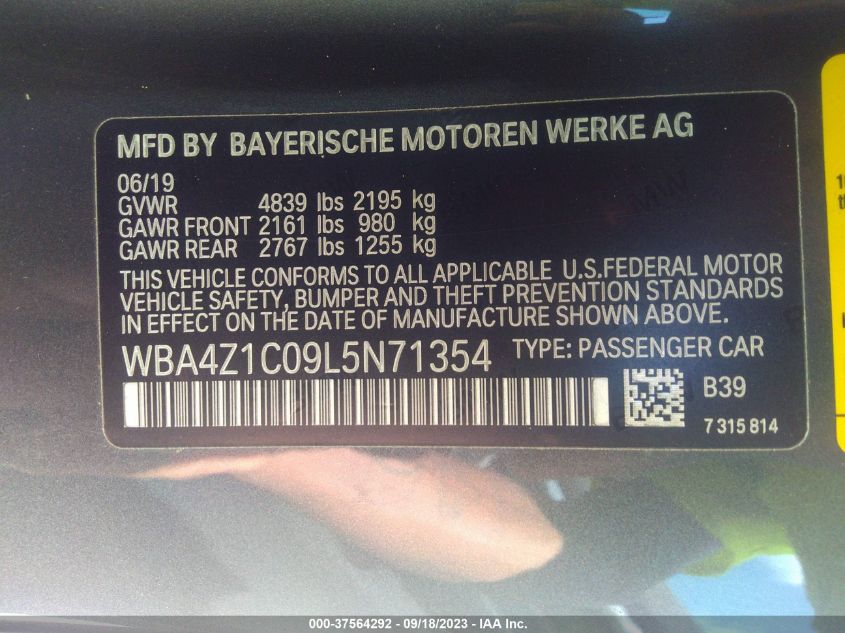 MFD BY BAYERISCHE MOTOREN WERKE AG
06/19
GVWR 4839 lbs 2195 kg
GAWR FRONT 2161 lbs 980 kg
GAWR REAR 2767 lbs 1255 kg
THIS VEHICLE CONFORMS TO ALL APPLICABLE U.S.FEDERAL MOTOR
VEHICLE SAFETY, BUMPER AND THEFT PREVENTION STANDARDS
IN EFFECT ON THE DATE OF MANUFACTURE SHOWN ABOVE.
WBA4Z1C09L5N71354 TYPE: PASSENGER CAR
B39
7 315 814
000-37564292 - 09/18/2023 - IAA Inc.